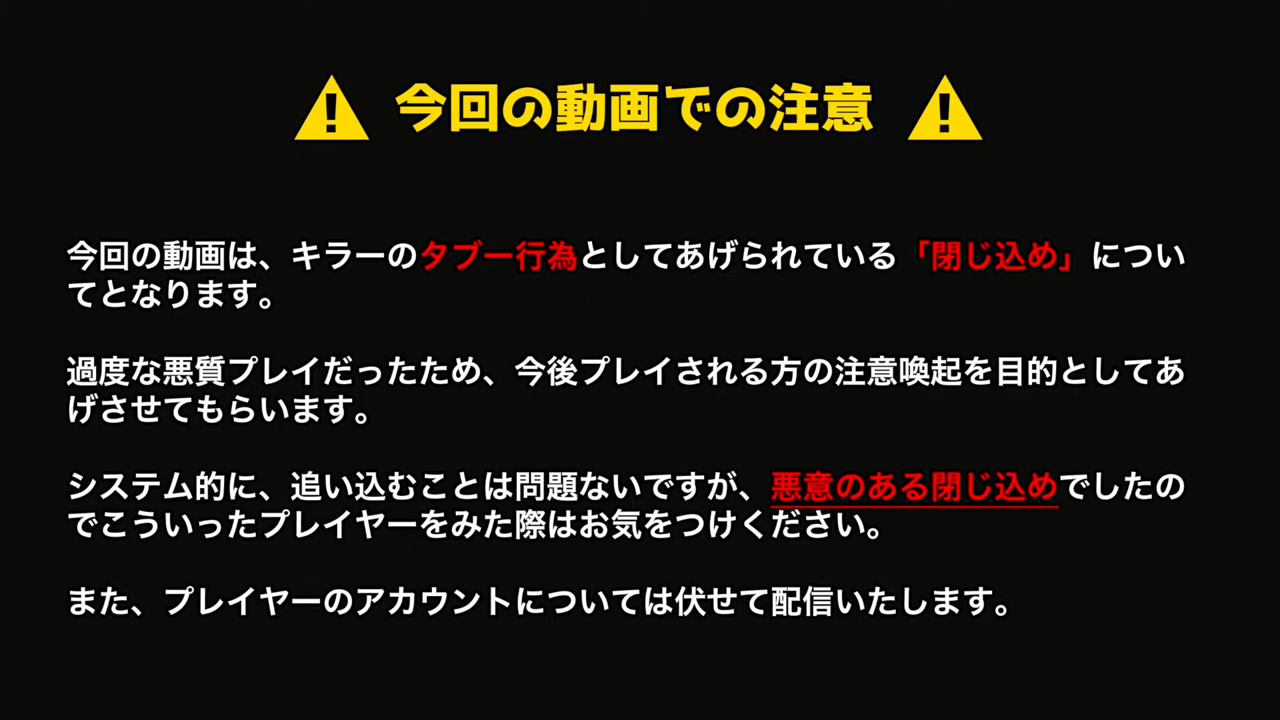 今回の動画での注意
今回の動画は、キラーのタブー行為としてあげられている「閉じ込め」につい
てとなります。
過度な悪質プレイだったため、今後プレイされる方の注意喚起を目的としてあ
げさせてもらいます。
システム的に、追い込むことは問題ないですが、悪意のある閉じ込めでしたの
でこういったプレイヤーをみた際はお気をつけください。
また、プレイヤーのアカウントについては伏せて配信いたします。